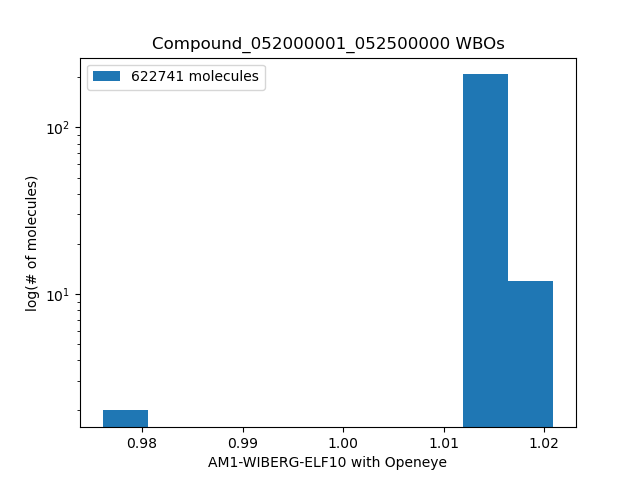 Compound_052000001_052500000 WBOs
622741 molecules
log(# of molecules)
10²
10¹
0.98 0.99 1.00 1.01 1.02
AM1-WIBERG-ELF10 with Openeye